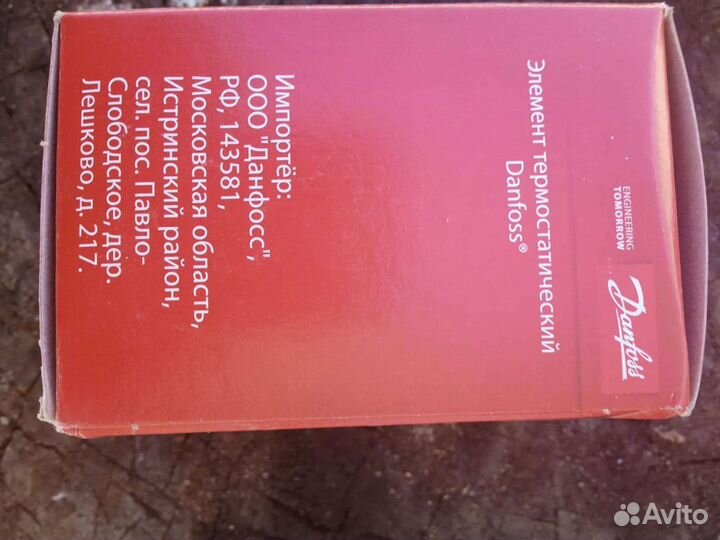 ENGINEERING
TOMORROW
Danfoss
Элемент термостатический
Danfoss®
Импортёр:
ООО "Данфосс",
РФ, 143581,
Московская область,
Истринский район,
сел. пос. Павло-
Слободское, дер.
Лешково, д. 217.
Avito